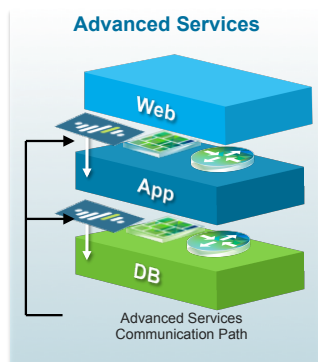 Advanced Services
Web
App
DB
Advanced Services
Communication Path